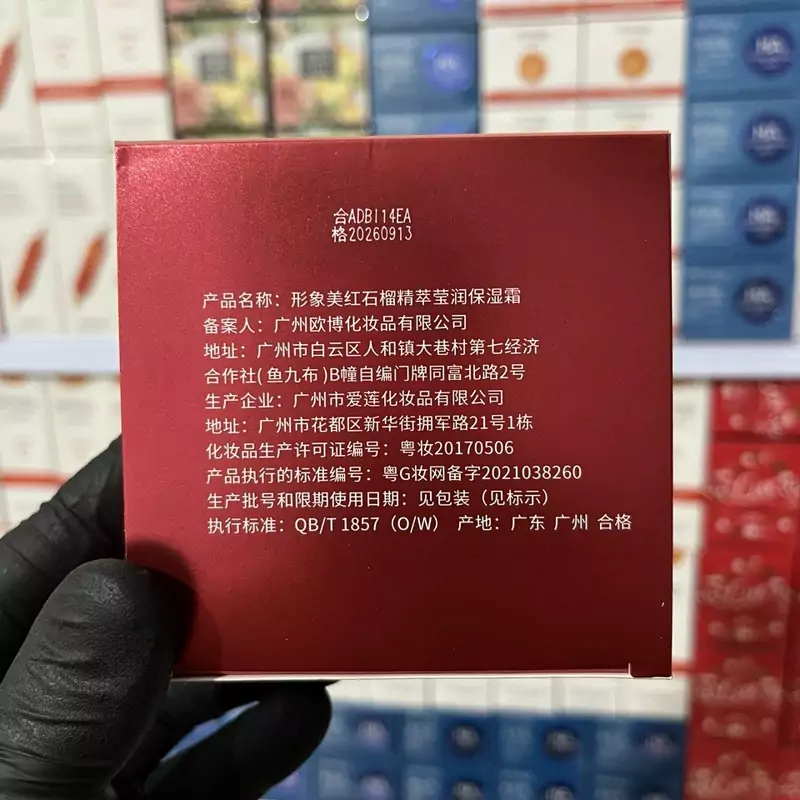 合ADBI14EA
格20260913
产品名称：形象美红石榴精萃莹润保湿霜
备案人：广州欧博化妆品有限公司
地址：广州市白云区人和镇大巷村第七经济
合作社(鱼九布)B幢自编门牌同富北路2号
生产企业：广州市爱莲化妆品有限公司
地址：广州市花都区新华街拥军路21号1栋
化妆品生产许可证编号：粤妆20170506
产品执行的标准编号：粤G妆网备字2021038260
生产批号和限期使用日期：见包装（见标示）
执行标准：QB/T 1857（O/W） 产地：广东 广州 合格